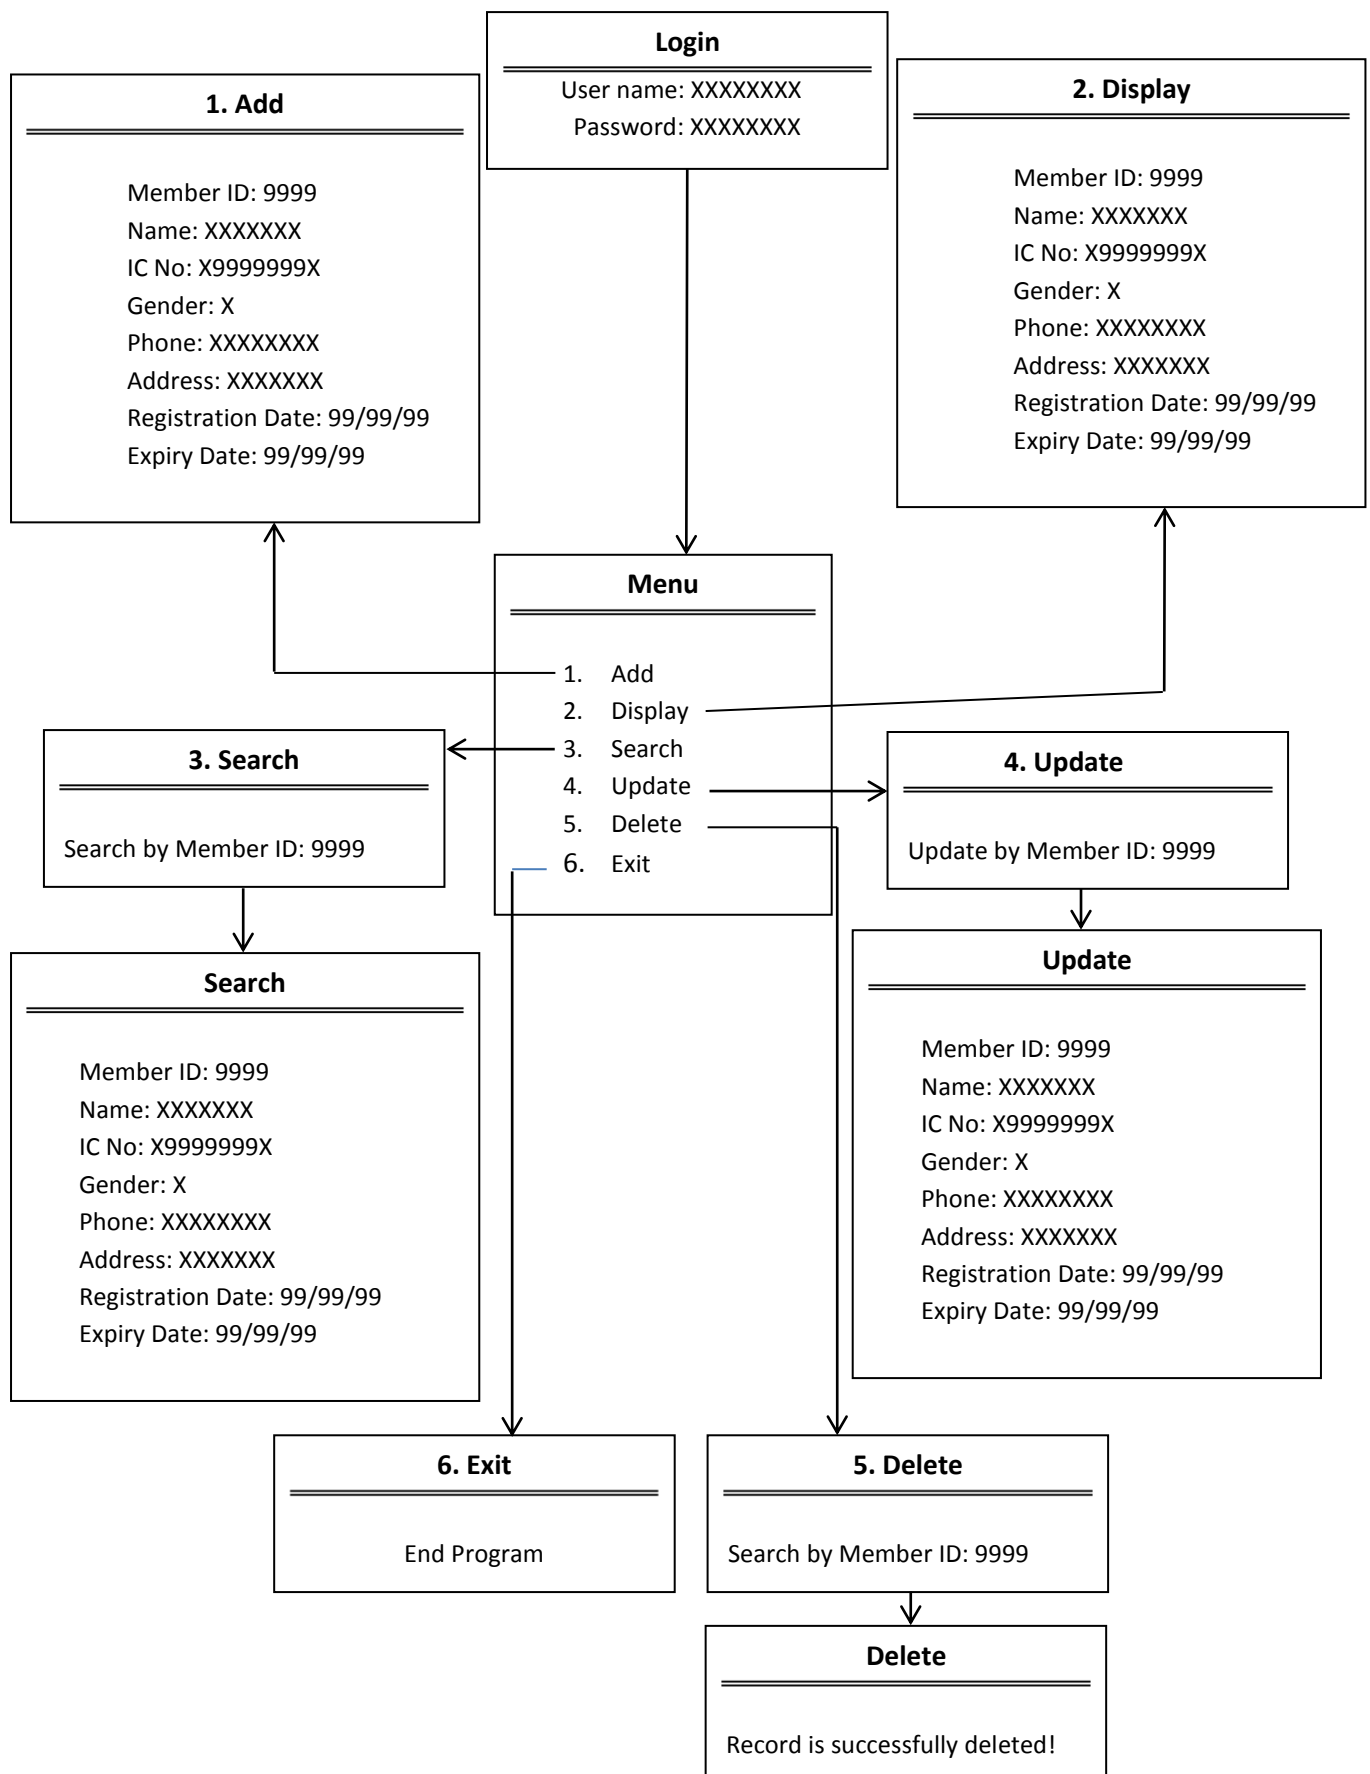 Login
User name: XXXXXXXX
Password: XXXXXXXX
1. Add
Member ID: 9999
Name: XXXXXXX
IC No: X9999999X
Gender: X
Phone: XXXXXXXX
Address: XXXXXXX
Registration Date: 99/99/99
Expiry Date: 99/99/99
2. Display
Member ID: 9999
Name: XXXXXXX
IC No: X9999999X
Gender: X
Phone: XXXXXXXX
Address: XXXXXXX
Registration Date: 99/99/99
Expiry Date: 99/99/99
Menu
1. Add
2. Display
3. Search
4. Update
5. Delete
6. Exit
3. Search
Search by Member ID: 9999
4. Update
Update by Member ID: 9999
Search
Member ID: 9999
Name: XXXXXXX
IC No: X9999999X
Gender: X
Phone: XXXXXXXX
Address: XXXXXXX
Registration Date: 99/99/99
Expiry Date: 99/99/99
Update
Member ID: 9999
Name: XXXXXXX
IC No: X9999999X
Gender: X
Phone: XXXXXXXX
Address: XXXXXXX
Registration Date: 99/99/99
Expiry Date: 99/99/99
6. Exit
End Program
5. Delete
Search by Member ID: 9999
Delete
Record is successfully deleted!